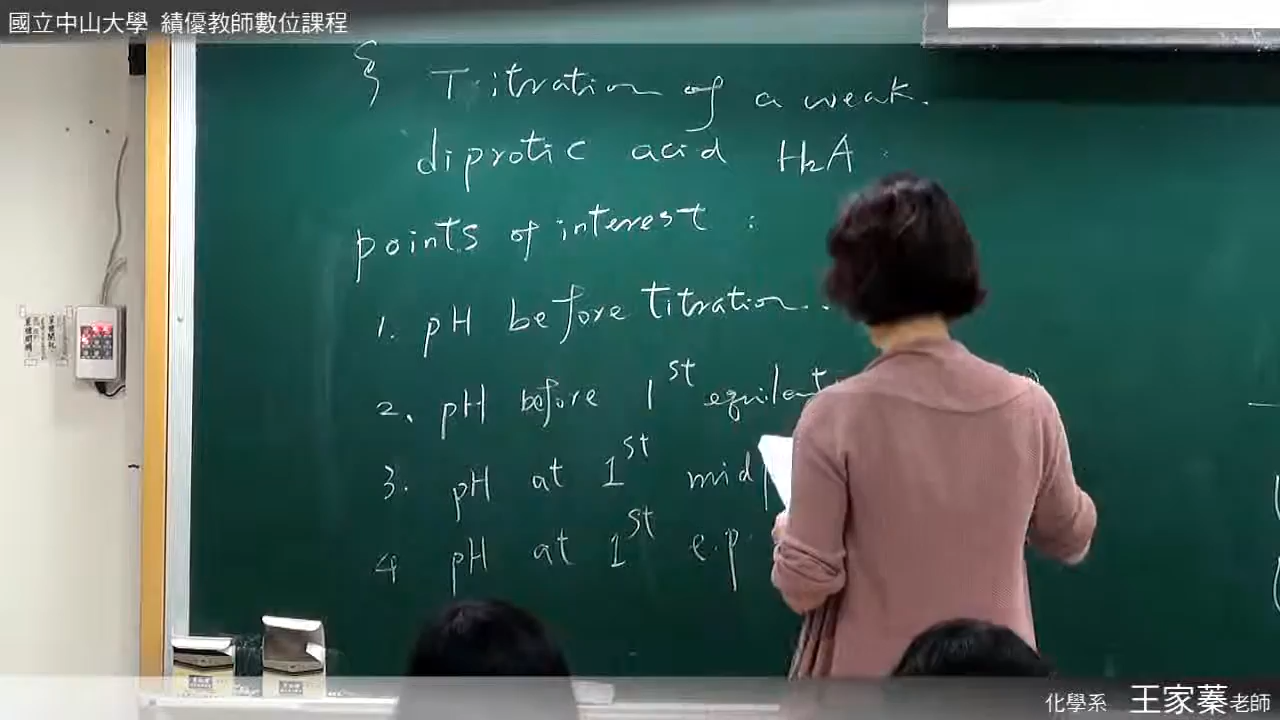 國立中山大學 績優教師數位課程
§ Titration of a weak.
diprotic acid H₂A
points of interest :
1. pH before titration.
2. pH before 1st
3. pH at 1st
4 pH at 1st e.p.
化學系 王家蓁老師